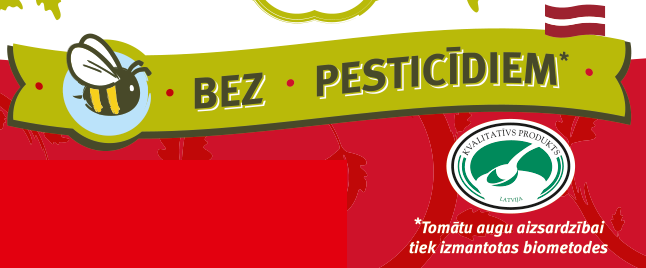 • BEZ • PESTICĪDIEM*
KVALITATĪVS PRODUKTS
LATVIJA
*Tomātu augu aizsardzībai
tiek izmantotas biometodes